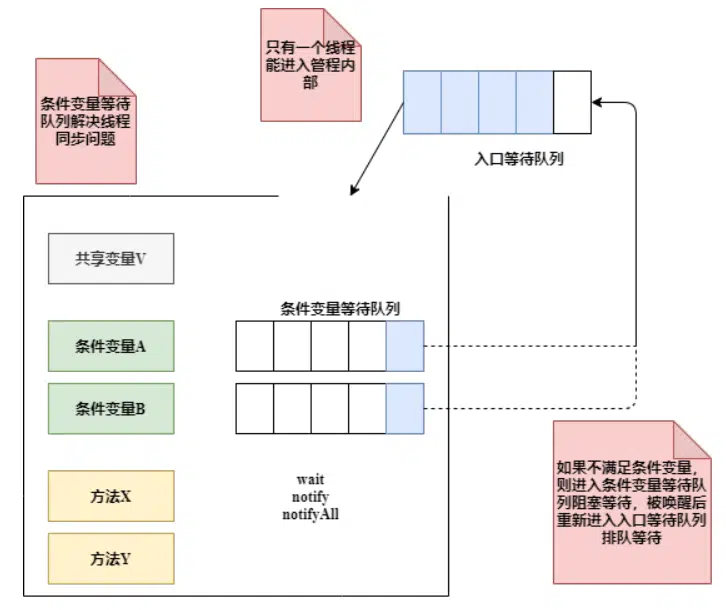 只有一个线程
能进入管程内
部
条件变量等待
队列解决线程
同步问题
入口等待队列
共享变量V
条件变量等待队列
条件变量A
条件变量B
方法X
方法Y
wait
notify
notifyAll
如果不满足条件变量，
则进入条件变量等待队
列阻塞等待，被唤醒后
重新进入入口等待队列
排队等待